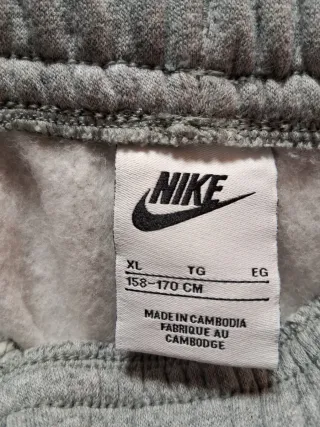 NIKE
XL TG EG
158-170 CM
MADE IN CAMBODIA
FABRIQUE AU
CAMBODGE